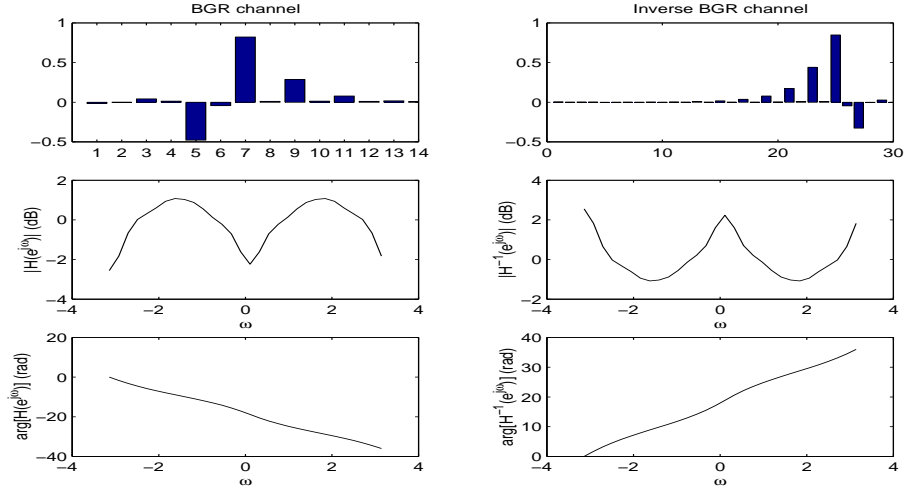 BGR channel
1
0.5
0
−0.5
1 2 3 4 5 6 7 8 9 10 11 12 13 14
Inverse BGR channel
1
0.5
0
−0.5
0 10 20 30
|H(e^{jω})| (dB)
2
0
−2
−4
−4 −2 0 2 4
ω
|H^{−1}(e^{jω})| (dB)
4
2
0
−2
−4 −2 0 2 4
ω
arg[H(e^{jω})] (rad)
20
0
−20
−40
−4 −2 0 2 4
ω
arg[H^{−1}(e^{jω})] (rad)
40
30
20
10
0
−4 −2 0 2 4
ω